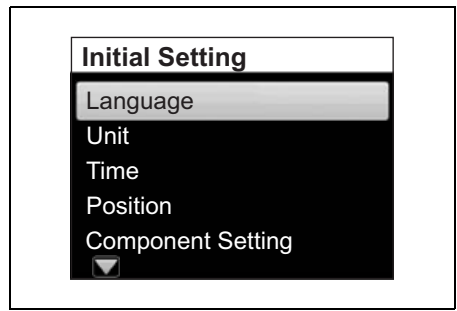 Initial Setting
Language
Unit
Time
Position
Component Setting